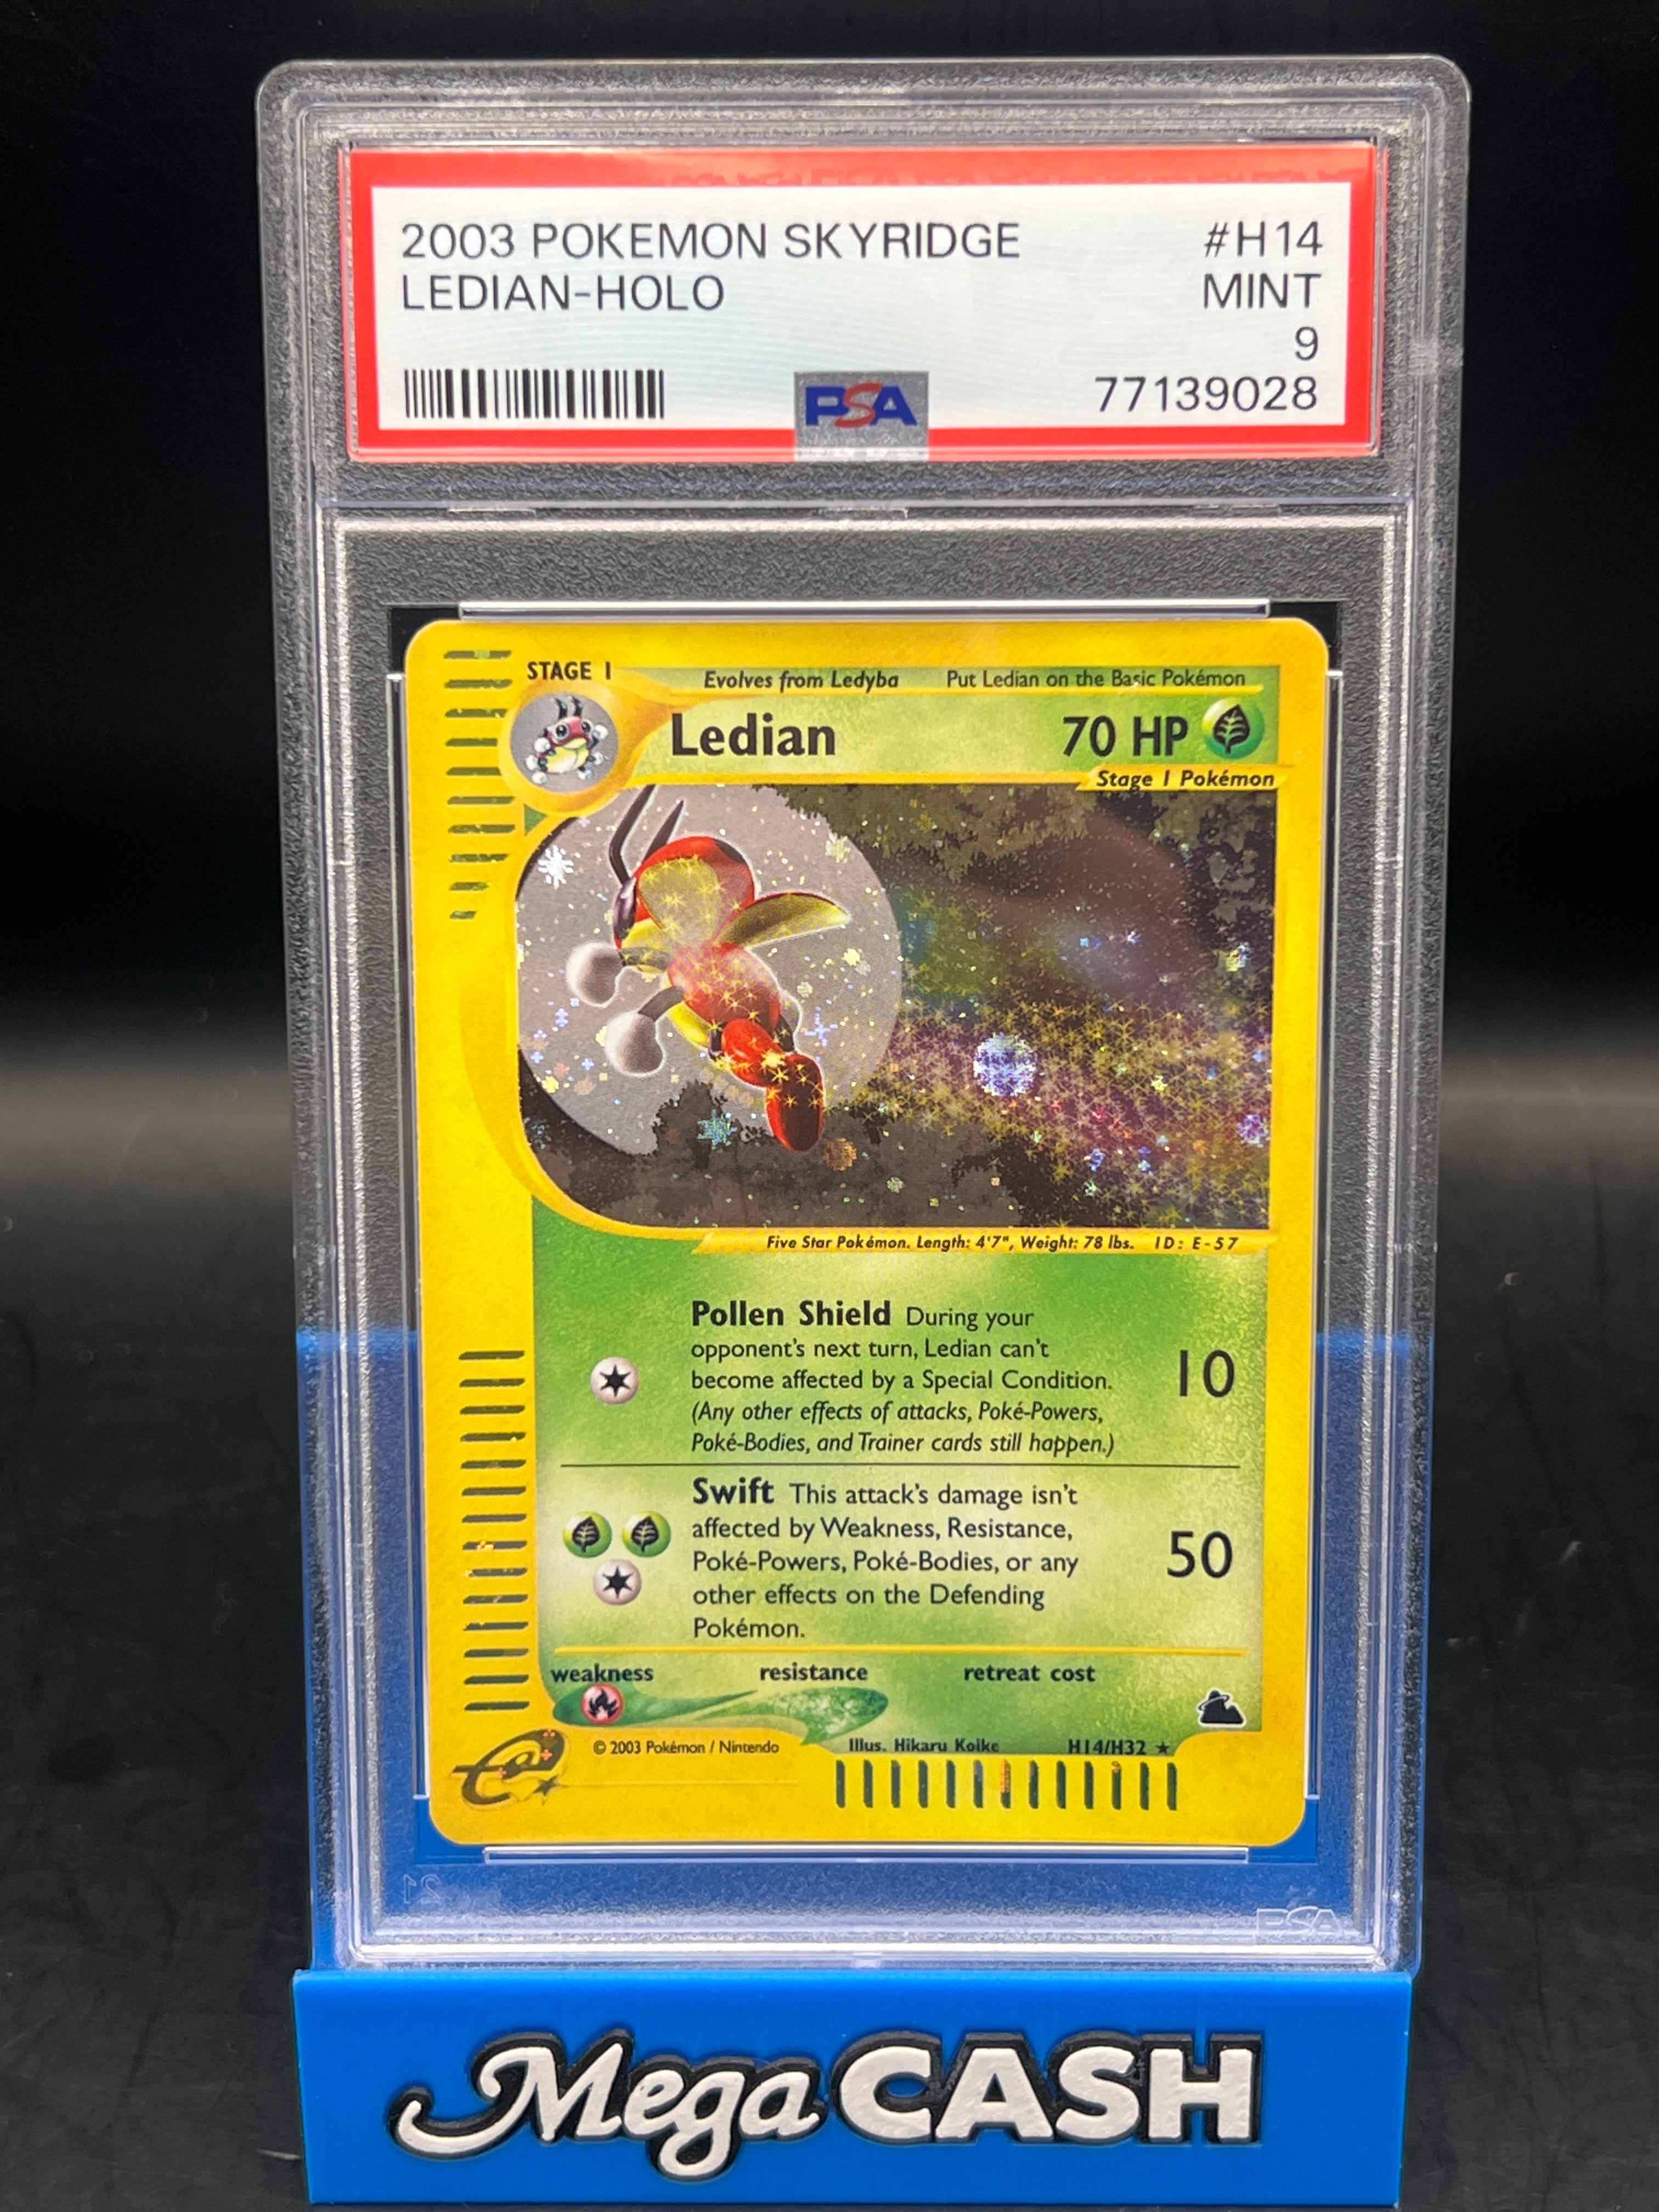 2003 POKEMON SKYRIDGE #H14
LEDIAN-HOLO MINT
9
PSA 77139028
STAGE 1 Evolves from Ledyba Put Ledian on the Basic Pokémon
Ledian 70 HP
Stage 1 Pokémon
Five Star Pokémon. Length: 4'7", Weight: 78 lbs. ID: E-57
Pollen Shield During your
opponent's next turn, Ledian can't
become affected by a Special Condition.
(Any other effects of attacks, Poké-Powers,
Poké-Bodies, and Trainer cards still happen.)
10
Swift This attack's damage isn't
affected by Weakness, Resistance,
Poké-Powers, Poké-Bodies, or any
other effects on the Defending
Pokémon.
50
weakness resistance retreat cost
© 2003 Pokémon / Nintendo Illus. Hikaru Koike H14/H32 ★
e
PSA
Mega CASH